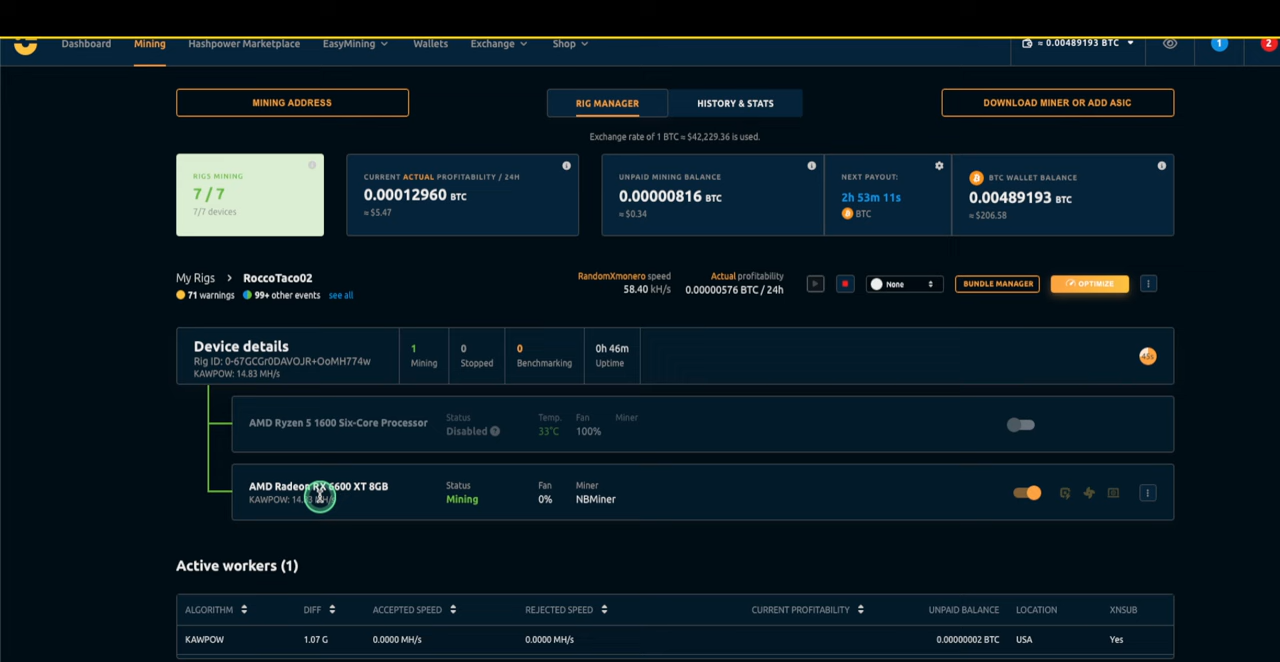 Dashboard Mining Hashpower Marketplace EasyMining Wallets Exchange Shop ≈ 0.00489193 BTC 1 2
MINING ADDRESS RIG MANAGER HISTORY & STATS DOWNLOAD MINER OR ADD ASIC
Exchange rate of 1 BTC ≈ $42,229.36 is used.
RIGS MINING
7 / 7
7/7 devices
CURRENT ACTUAL PROFITABILITY / 24H
0.00012960 BTC
≈ $5.47
UNPAID MINING BALANCE
0.00000816 BTC
≈ $0.34
NEXT PAYOUT:
2h 53m 11s
BTC
BTC WALLET BALANCE
0.00489193 BTC
≈ $206.58
My Rigs > RoccoTaco02
71 warnings 99+ other events see all
RandomXmonero speed
58.40 kH/s
Actual profitability
0.00000576 BTC / 24h
None BUNDLE MANAGER OPTIMIZE
Device details
Rig ID: 0-67GCGr0DAVOJR+OoMH774w
KAWPOW: 14.83 MH/s
1
Mining
0
Stopped
0
Benchmarking
0h 46m
Uptime
45s
AMD Ryzen 5 1600 Six-Core Processor
Status
Disabled ?
Temp.
33°C
Fan
100%
Miner
AMD Radeon RX 6600 XT 8GB
KAWPOW:
Status
Mining
Fan
0%
Miner
NBMiner
Active workers (1)
ALGORITHM DIFF ACCEPTED SPEED REJECTED SPEED CURRENT PROFITABILITY UNPAID BALANCE LOCATION XNSUB
KAWPOW 1.07 G 0.0000 MH/s 0.0000 MH/s 0.00000002 BTC USA Yes